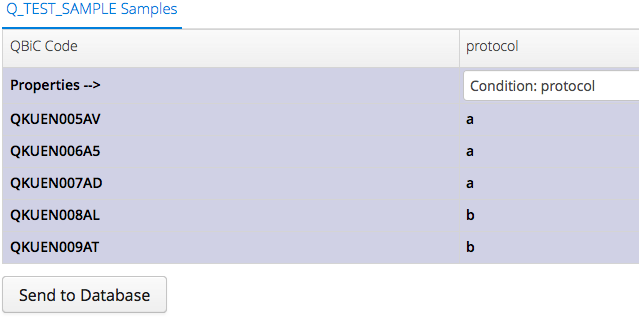 Q_TEST_SAMPLE Samples
QBiC Code protocol
Properties --> Condition: protocol
QKUEN005AV a
QKUEN006A5 a
QKUEN007AD a
QKUEN008AL b
QKUEN009AT b
Send to Database